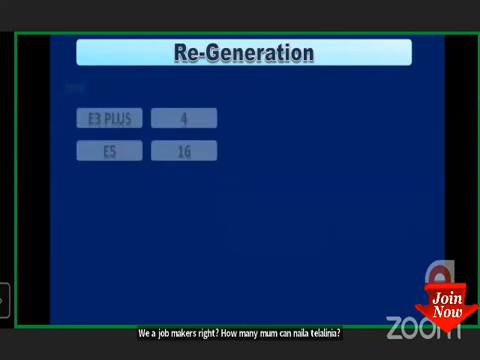 Re-Generation
E3 PLUS 4
E5 16
Join
Now
zoom
We a job makers right? How many mum can naila telalinia?